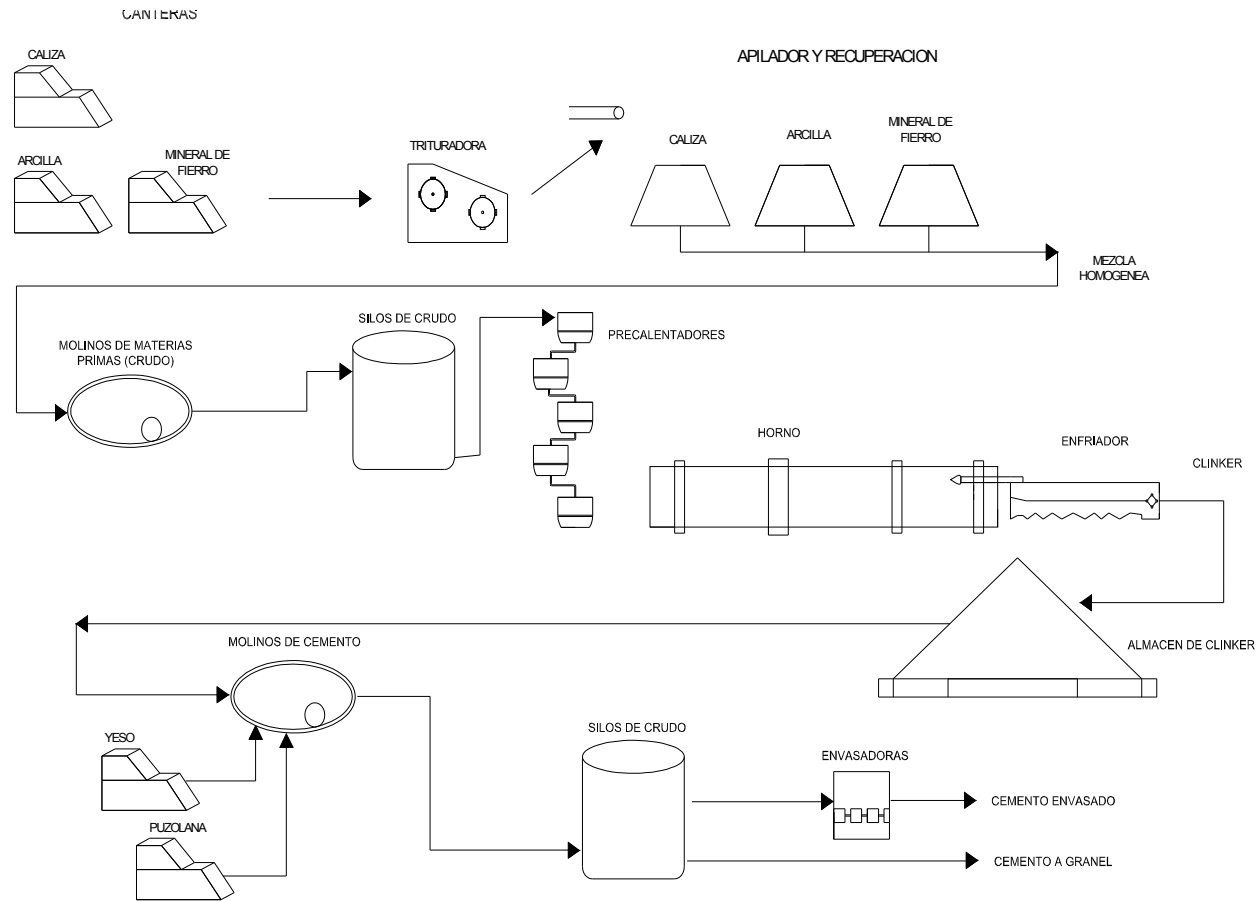 CANTERAS
CALIZA
APILADOR Y RECUPERACION
ARCILLA
MINERAL DE
FIERRO
TRITURADORA
CALIZA
ARCILLA
MINERAL DE
FIERRO
MEZCLA
HOMOGENEA
MOLINOS DE MATERIAS
PRIMAS (CRUDO)
SILOS DE CRUDO
PRECALENTADORES
HORNO
ENFRIADOR
CLINKER
ALMACEN DE CLINKER
MOLINOS DE CEMENTO
YESO
PUZOLANA
SILOS DE CRUDO
ENVASADORAS
CEMENTO ENVASADO
CEMENTO A GRANEL